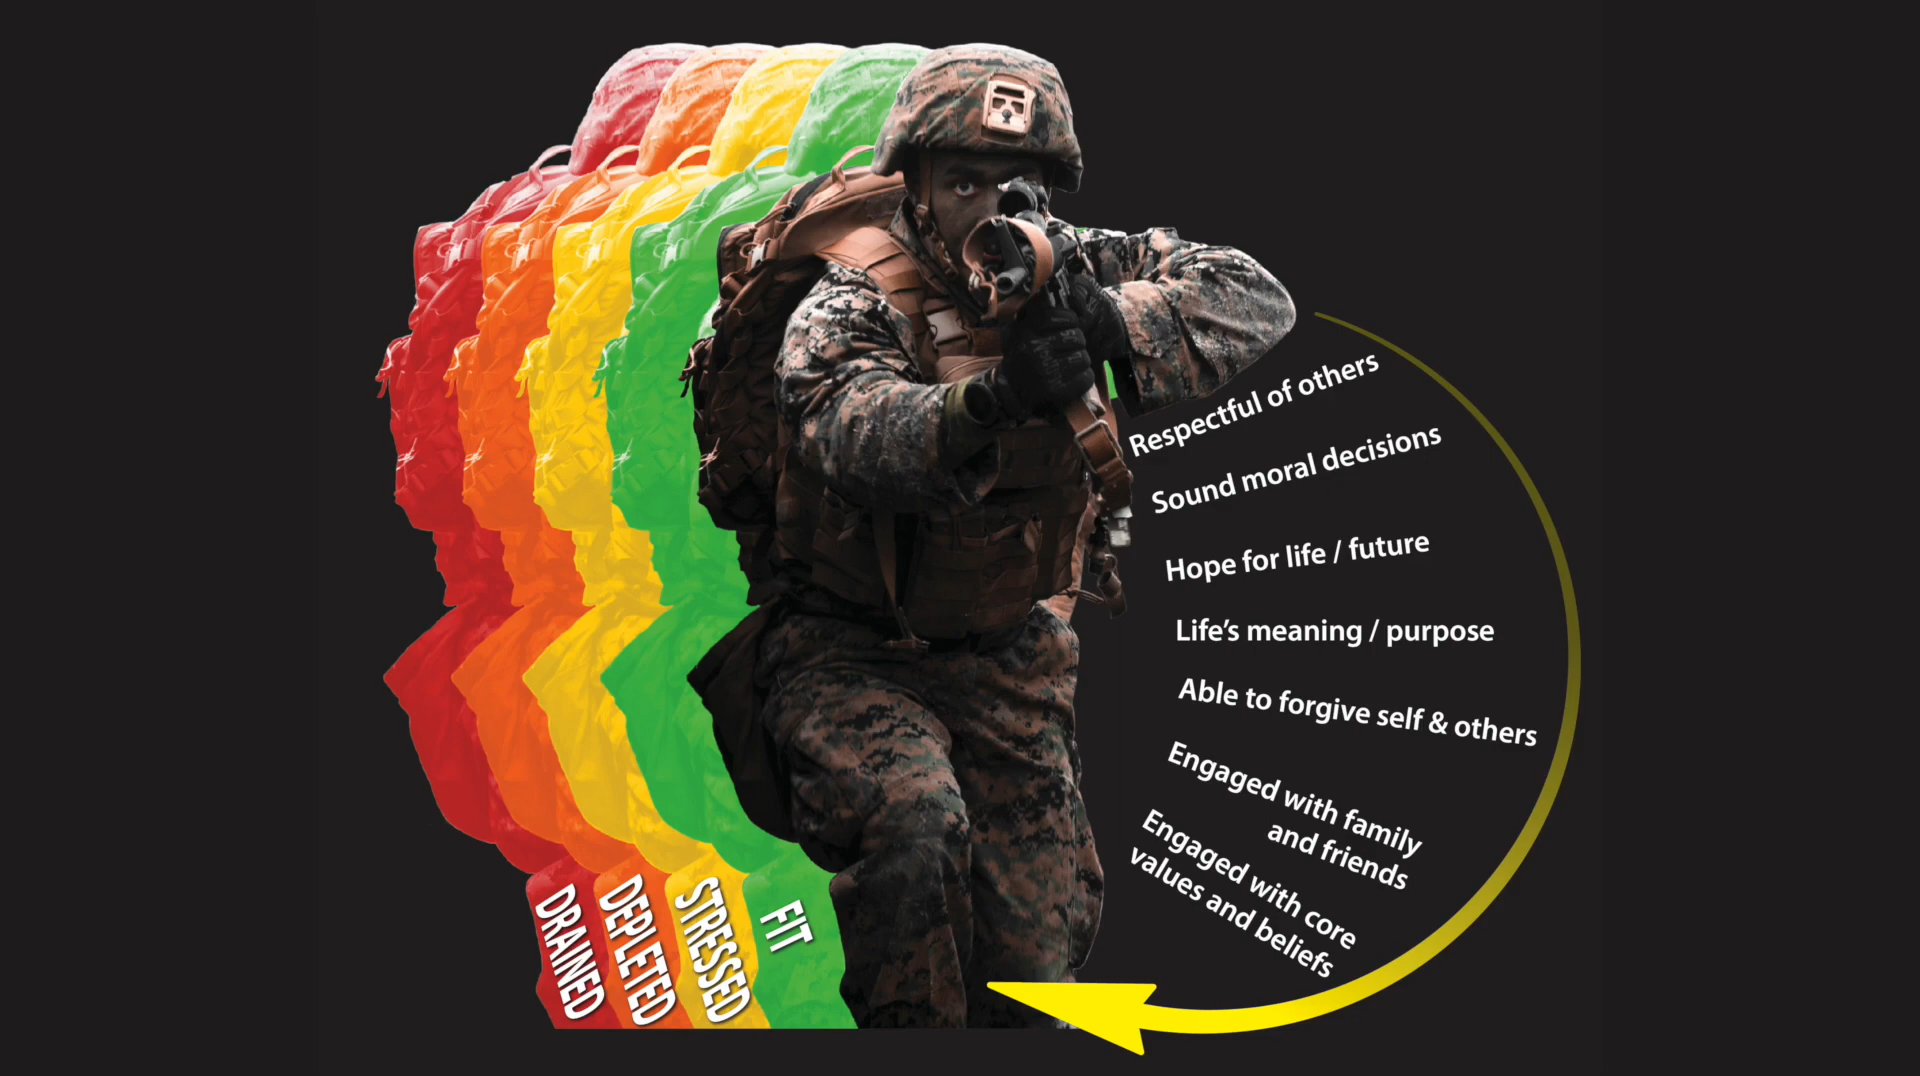 Respectful of others
Sound moral decisions
Hope for life / future
Life's meaning / purpose
Able to forgive self & others
Engaged with family
and friends
Engaged with core
values and beliefs
DRAINED
DEPLETED
STRESSED
FIT